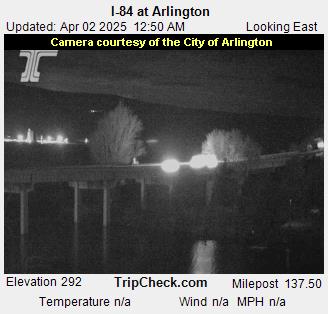 I-84 at Arlington
Updated: Apr 02 2025 12:50 AM Looking East
Camera courtesy of the City of Arlington
Elevation 292 TripCheck.com Milepost 137.50
Temperature n/a Wind n/a MPH n/a